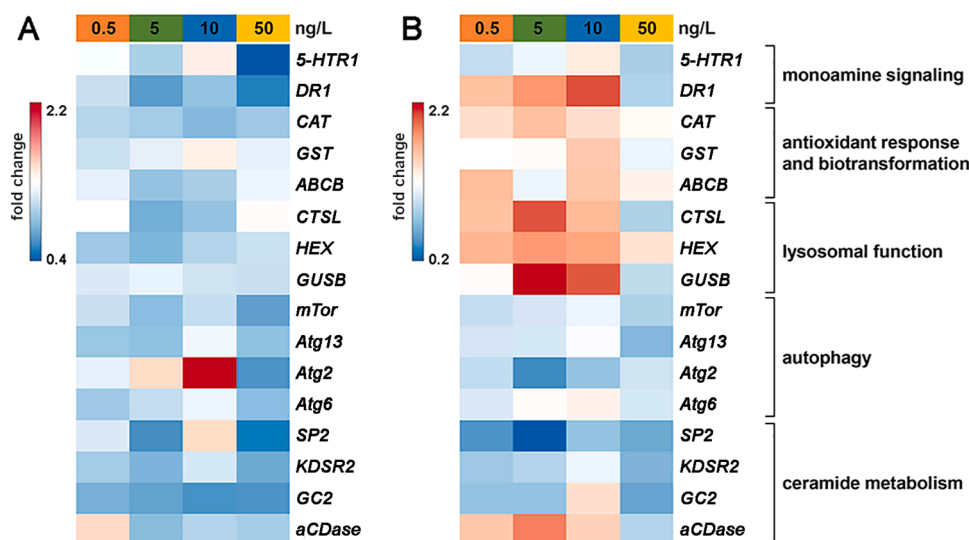 A
0.5 5 10 50 ng/L
B
0.5 5 10 50 ng/L
2.2
fold change
0.4
5-HTR1
DR1
CAT
GST
ABCB
CTSL
HEX
GUSB
mTor
Atg13
Atg2
Atg6
SP2
KDSR2
GC2
aCDase
2.2
fold change
0.2
5-HTR1
DR1
CAT
GST
ABCB
CTSL
HEX
GUSB
mTor
Atg13
Atg2
Atg6
SP2
KDSR2
GC2
aCDase
monoamine signaling
antioxidant response
and biotransformation
lysosomal function
autophagy
ceramide metabolism